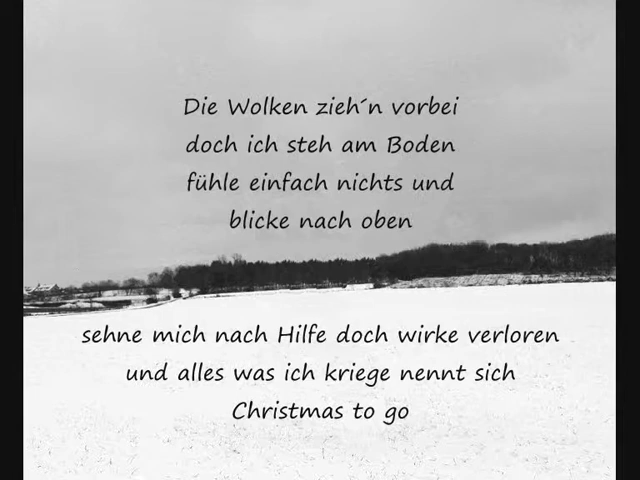 Die Wolken zieh´n vorbei
doch ich steh am Boden
fühle einfach nichts und
blicke nach oben
sehne mich nach Hilfe doch wirke verloren
und alles was ich kriege nennt sich
Christmas to go